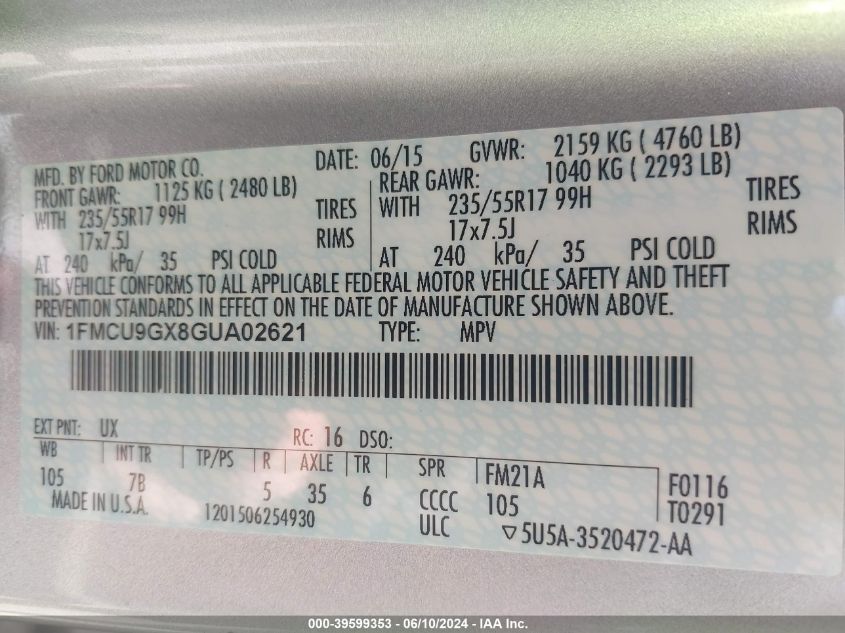 MFD. BY FORD MOTOR CO. DATE: 06/15 GVWR: 2159 KG ( 4760 LB)
FRONT GAWR: 1125 KG ( 2480 LB) REAR GAWR: 1040 KG ( 2293 LB)
WITH 235/55R17 99H TIRES WITH 235/55R17 99H TIRES
17x7.5J RIMS 17x7.5J RIMS
AT 240 kPa/ 35 PSI COLD AT 240 kPa/ 35 PSI COLD
THIS VEHICLE CONFORMS TO ALL APPLICABLE FEDERAL MOTOR VEHICLE SAFETY AND THEFT
PREVENTION STANDARDS IN EFFECT ON THE DATE OF MANUFACTURE SHOWN ABOVE.
VIN: 1FMCU9GX8GUA02621 TYPE: MPV
EXT PNT: UX RC: 16 DSO:
WB INT TR TP/PS R AXLE TR SPR FM21A F0116
105 7B 5 35 6 CCCC 105 T0291
MADE IN U.S.A. 1201506254930 ULC ▽5U5A-3520472-AA
000-39599353 - 06/10/2024 - IAA Inc.